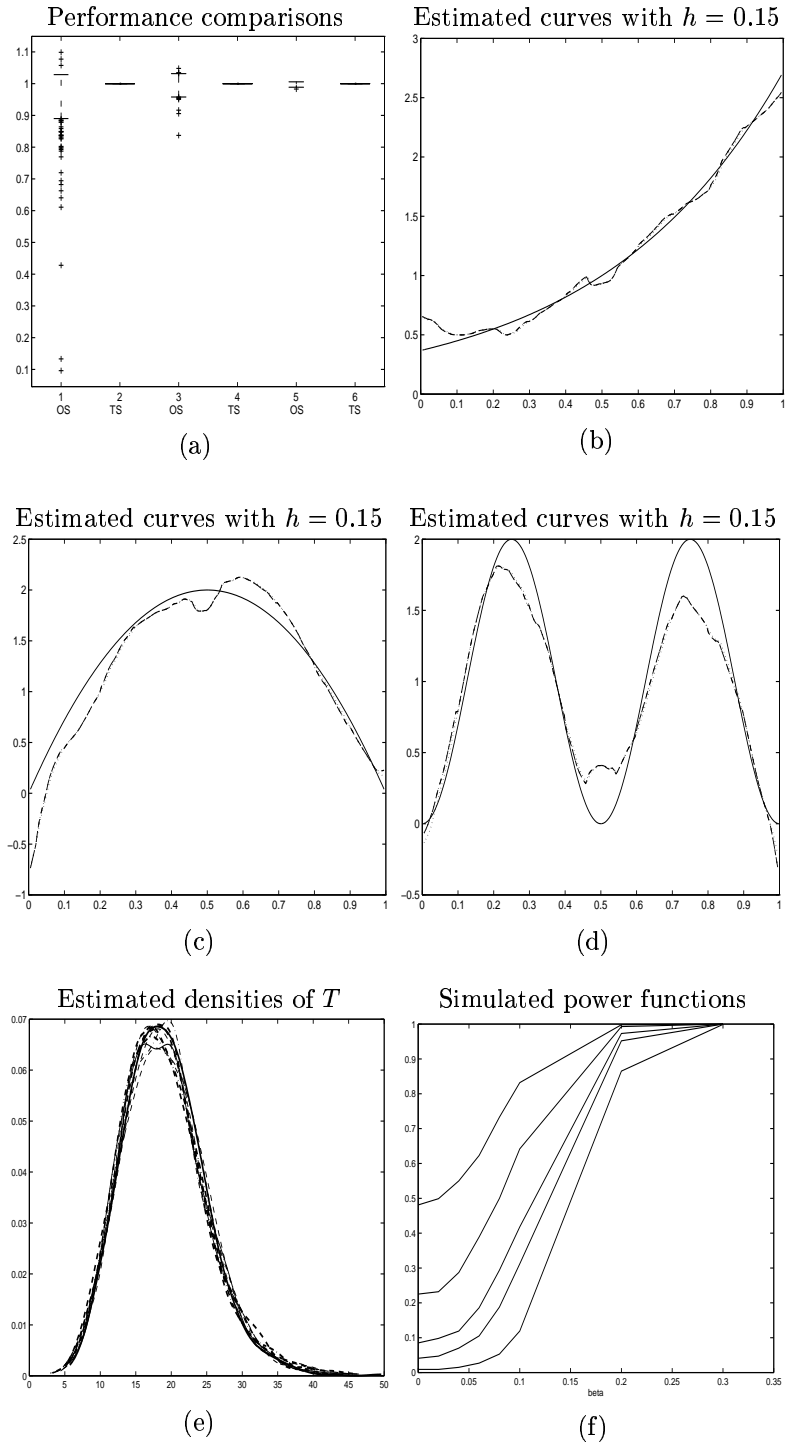 Performance comparisons
1.1
1
0.9
0.8
0.7
0.6
0.5
0.4
0.3
0.2
0.1
1 2 3 4 5 6
OS TS OS TS OS TS
(a)
Estimated curves with h = 0.15
3
2.5
2
1.5
1
0.5
0
0 0.1 0.2 0.3 0.4 0.5 0.6 0.7 0.8 0.9 1
(b)
Estimated curves with h = 0.15
2.5
2
1.5
1
0.5
0
−0.5
−1
0 0.1 0.2 0.3 0.4 0.5 0.6 0.7 0.8 0.9 1
(c)
Estimated curves with h = 0.15
2
1.5
1
0.5
0
−0.5
0 0.1 0.2 0.3 0.4 0.5 0.6 0.7 0.8 0.9 1
(d)
Estimated densities of T
0.07
0.06
0.05
0.04
0.03
0.02
0.01
0
0 5 10 15 20 25 30 35 40 45 50
(e)
Simulated power functions
1
0.9
0.8
0.7
0.6
0.5
0.4
0.3
0.2
0.1
0
0 0.05 0.1 0.15 0.2 0.25 0.3 0.35
beta
(f)